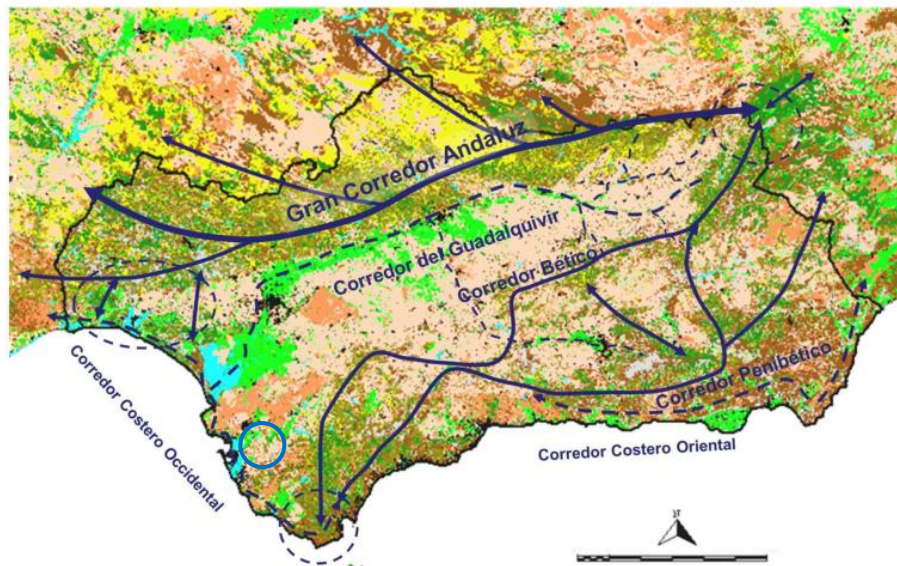 Gran Corredor Andaluz
Corredor del Guadalquivir
Corredor Bético
Corredor Penibético
Corredor Costero Occidental
Corredor Costero Oriental